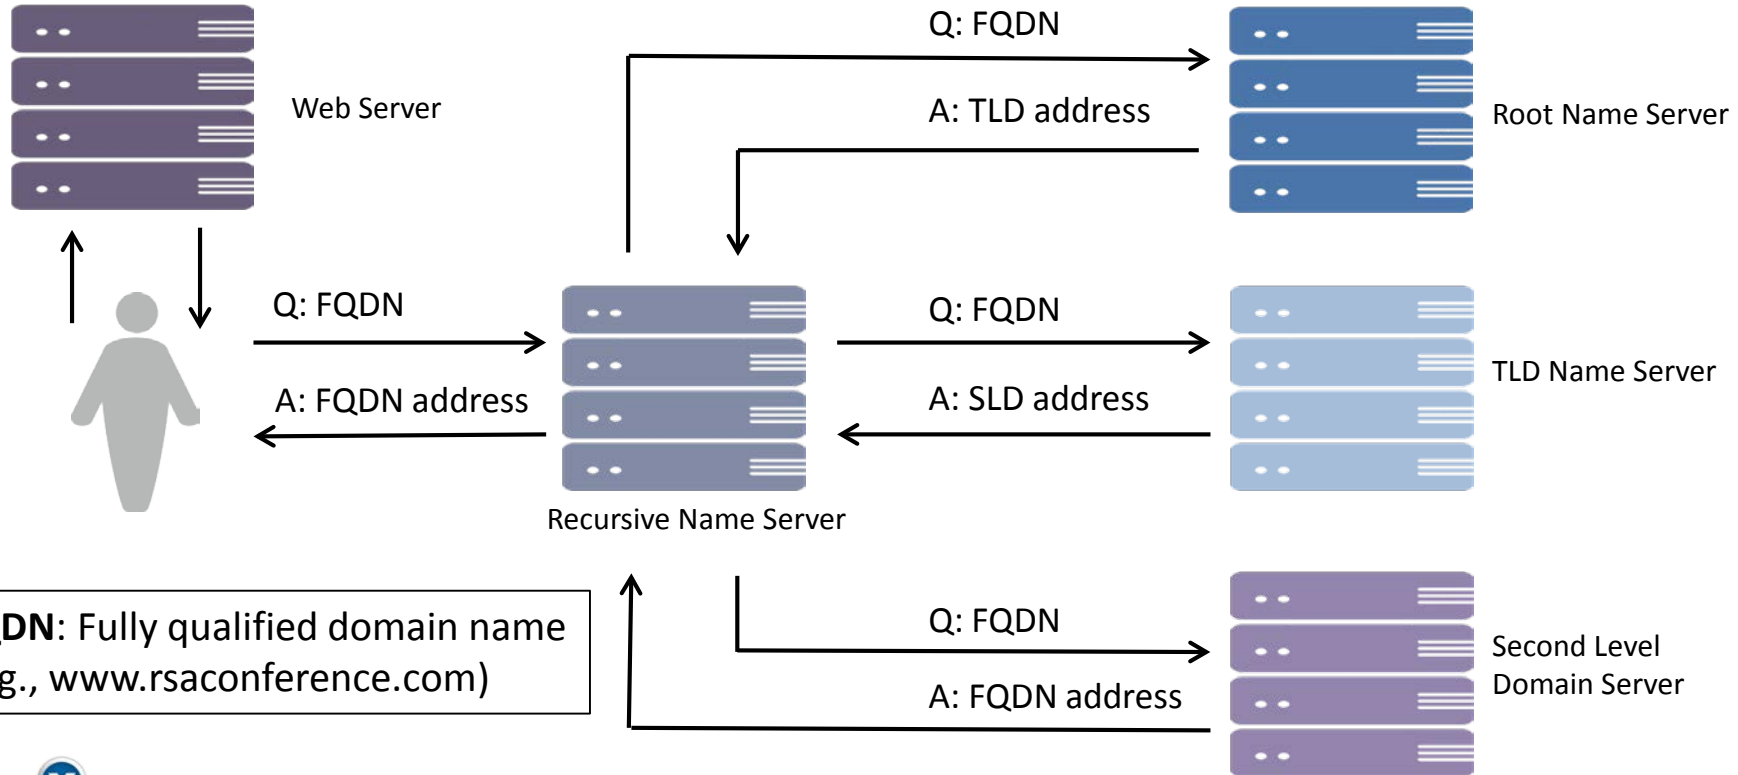 Q: FQDN
Web Server
A: TLD address
Root Name Server
Q: FQDN
A: FQDN address
Q: FQDN
A: SLD address
TLD Name Server
Recursive Name Server
DN: Fully qualified domain name
g., www.rsaconference.com)
Q: FQDN
A: FQDN address
Second Level
Domain Server